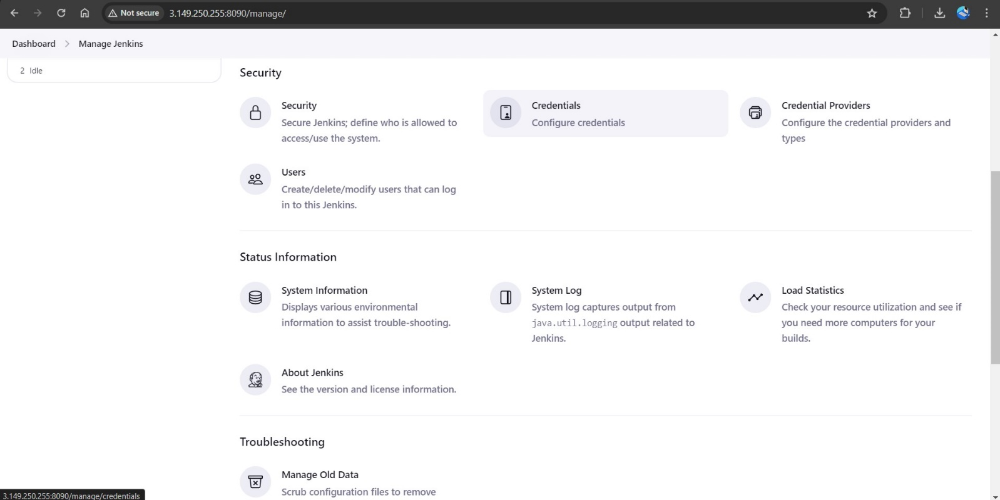 Not secure
3.149.250.255:8090/manage/
Dashboard
Manage Jenkins
2 Idle
Security
Security
Secure Jenkins; define who is allowed to
access/use the system.
Credentials
Configure credentials
Credential Providers
Configure the credential providers and
types
Users
Create/delete/modify users that can log
in to this Jenkins.
Status Information
System Information
Displays various environmental
information to assist trouble-shooting.
System Log
System log captures output from
java.util.logging output related to
Jenkins.
Load Statistics
Check your resource utilization and see if
you need more computers for your
builds.
About Jenkins
See the version and license information.
Troubleshooting
Manage Old Data
Scrub configuration files to remove
3.149.250.255:8090/manage/credentials